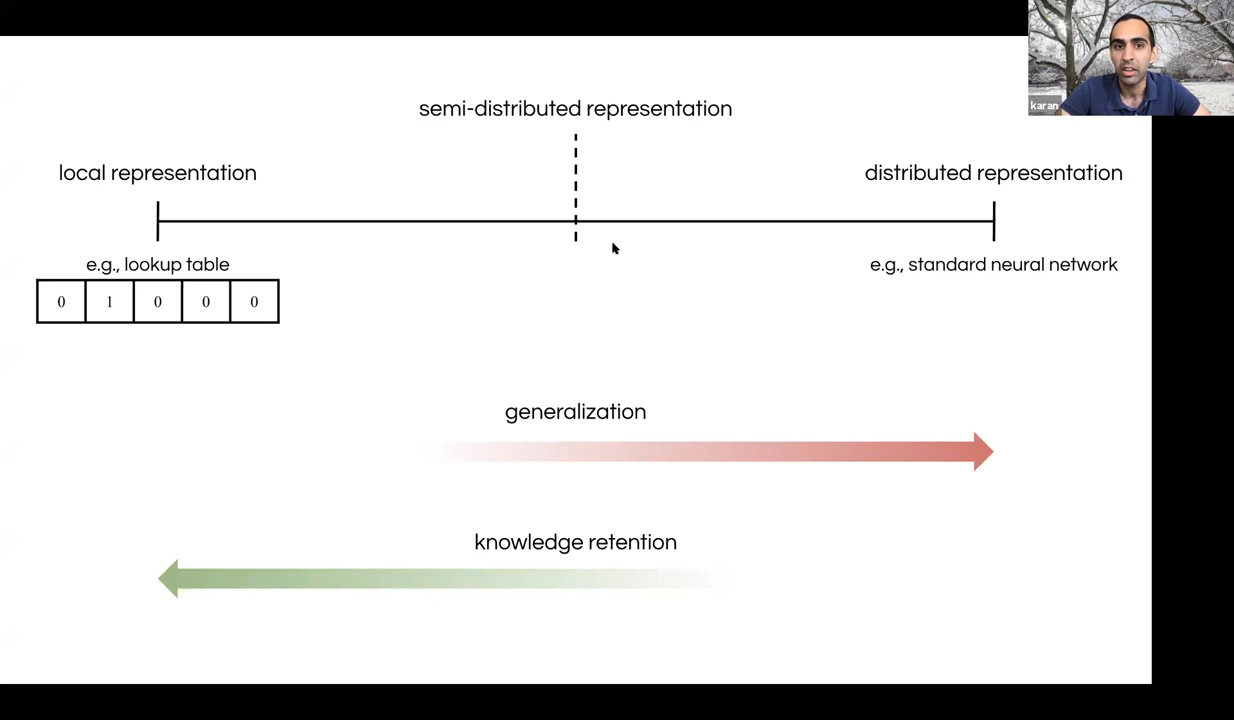 karan
semi-distributed representation
local representation
distributed representation
e.g., lookup table
e.g., standard neural network
0 1 0 0 0
generalization
knowledge retention